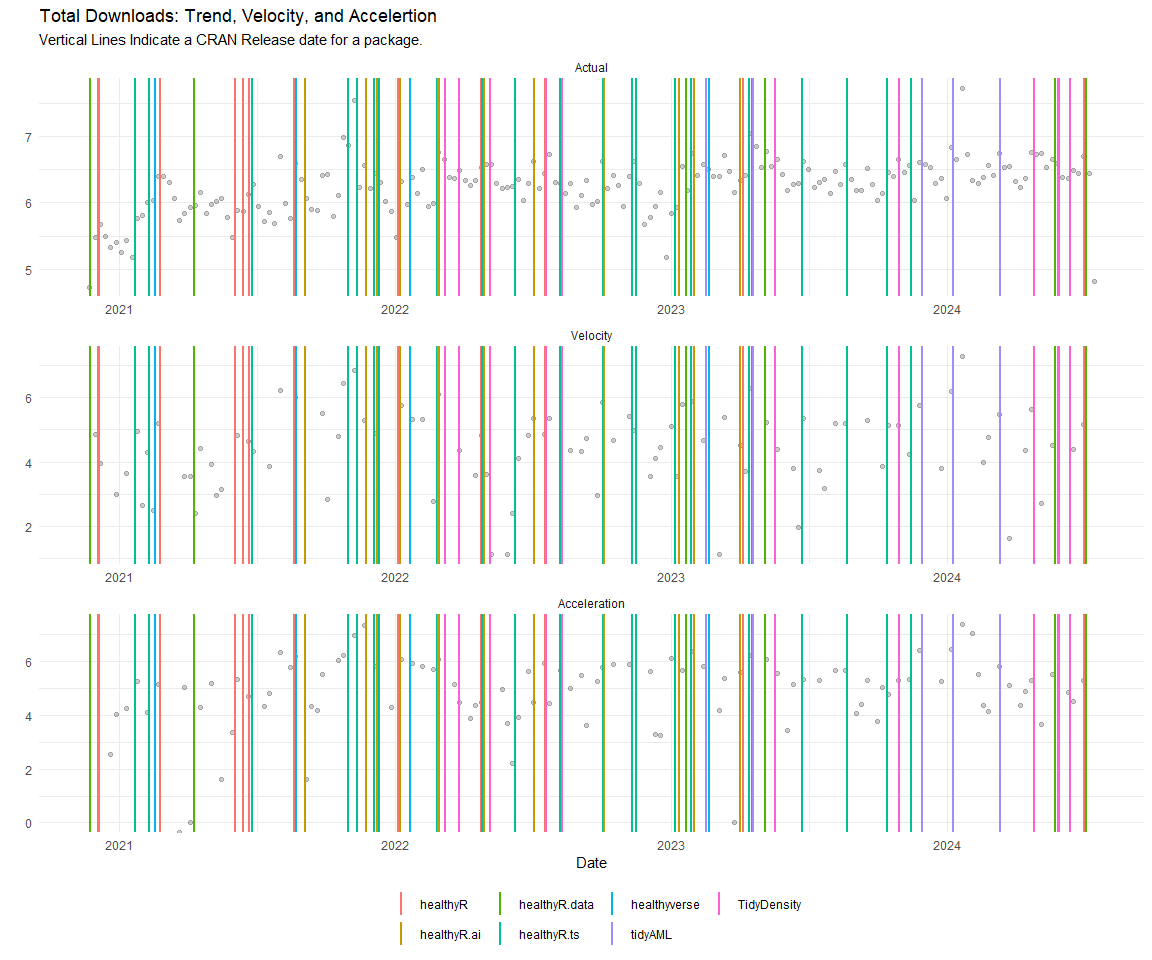 Total Downloads: Trend, Velocity, and Accelertion
Vertical Lines Indicate a CRAN Release date for a package.
Actual
7
6
5
2021 2022 2023 2024
Velocity
6
4
2
2021 2022 2023 2024
Acceleration
6
4
2
0
2021 2022 2023 2024
Date
healthyR healthyR.data healthyverse TidyDensity
healthyR.ai healthyR.ts tidyAML